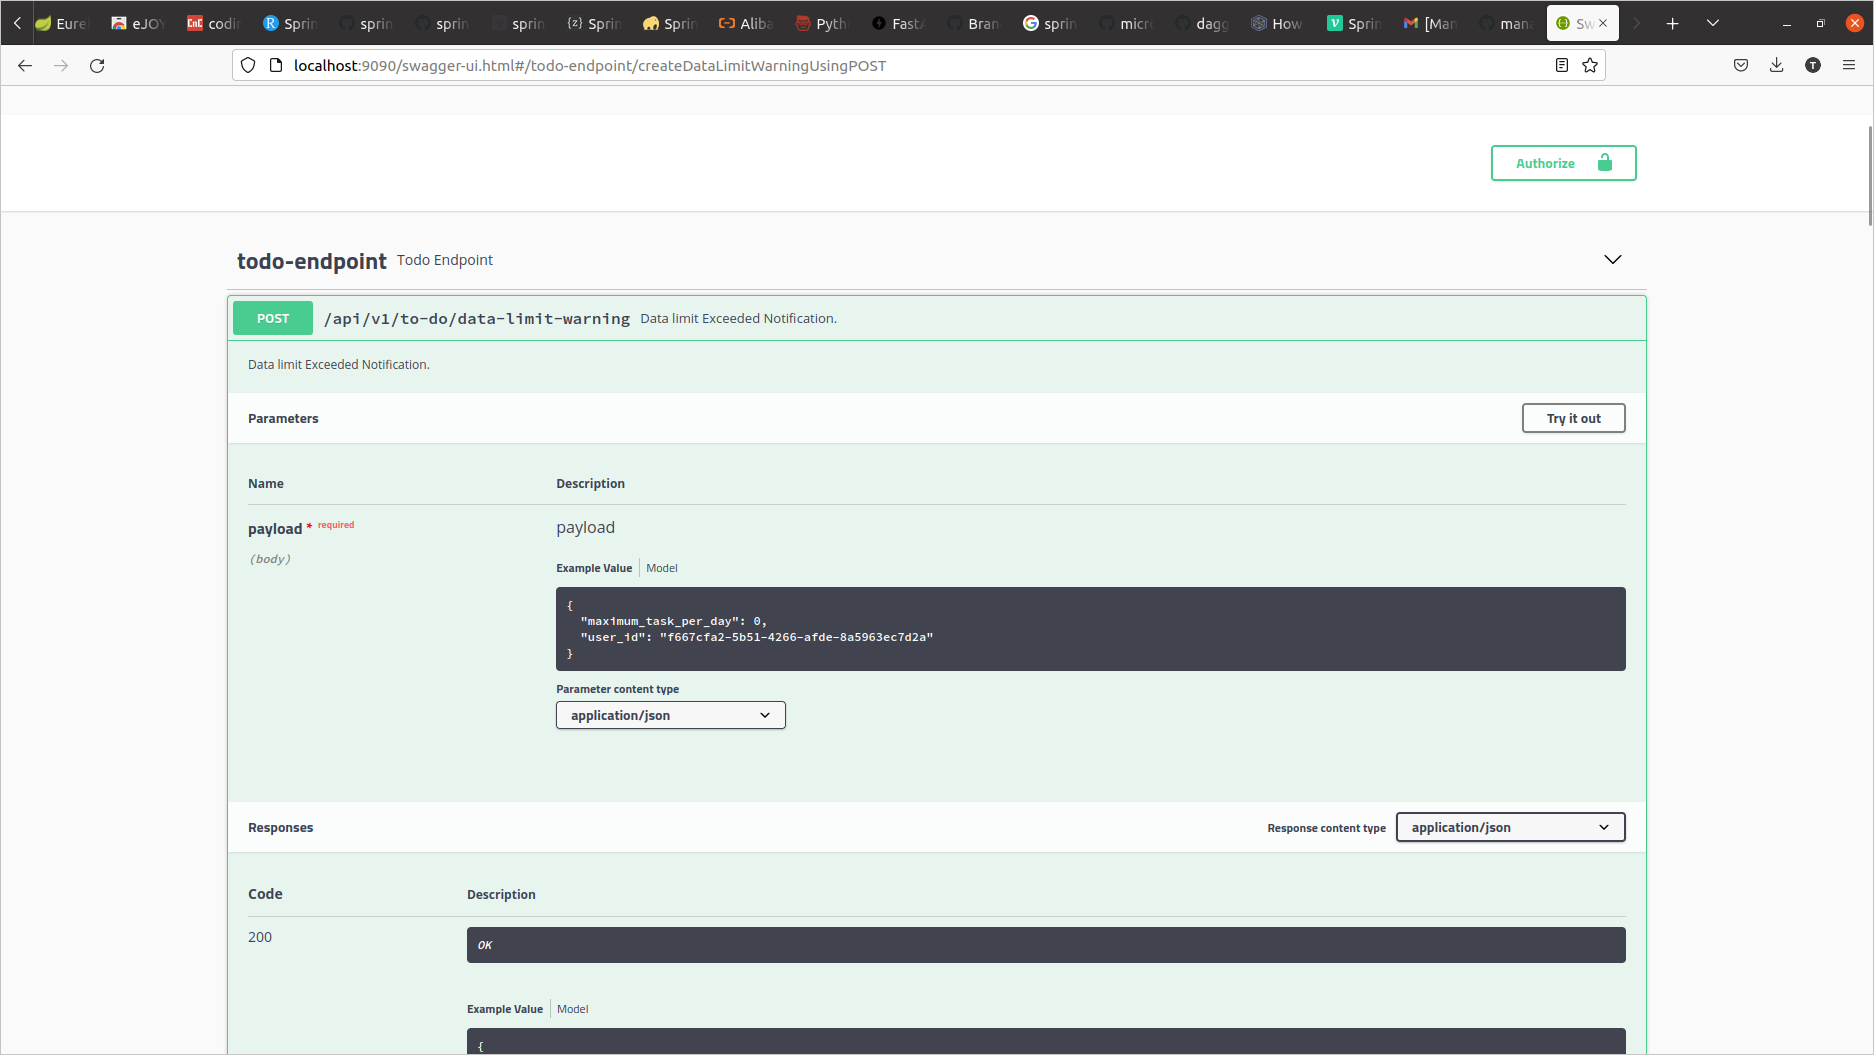 Eure eJOY codin Sprin sprin sprin sprin Sprin Sprin Aliba Pyth FastA Bran sprin micro dagg How Sprin [Man man Sw
localhost:9090/swagger-ui.html#/todo-endpoint/createDataLimitWarningUsingPOST
T
Authorize
todo-endpoint Todo Endpoint
POST /api/v1/to-do/data-limit-warning Data limit Exceeded Notification.
Data limit Exceeded Notification.
Parameters Try it out
Name Description
payload * required payload
(body)
Example Value Model
{
"maximum_task_per_day": 0,
"user_id": "f667cfa2-5b51-4266-afde-8a5963ec7d2a"
}
Parameter content type
application/json
Responses Response content type application/json
Code Description
200 OK
Example Value Model
{